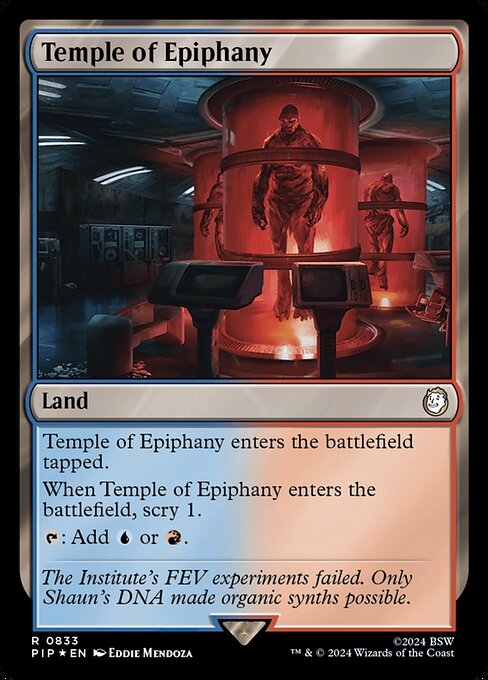 Temple of Epiphany
Land
Temple of Epiphany enters the battlefield
tapped.
When Temple of Epiphany enters the
battlefield, scry 1.
: Add or .
The Institute's FEV experiments failed. Only
Shaun's DNA made organic synths possible.
R 0833
PIP ★ EN Eddie Mendoza
©2024 BSW
™ & © 2024 Wizards of the Coast